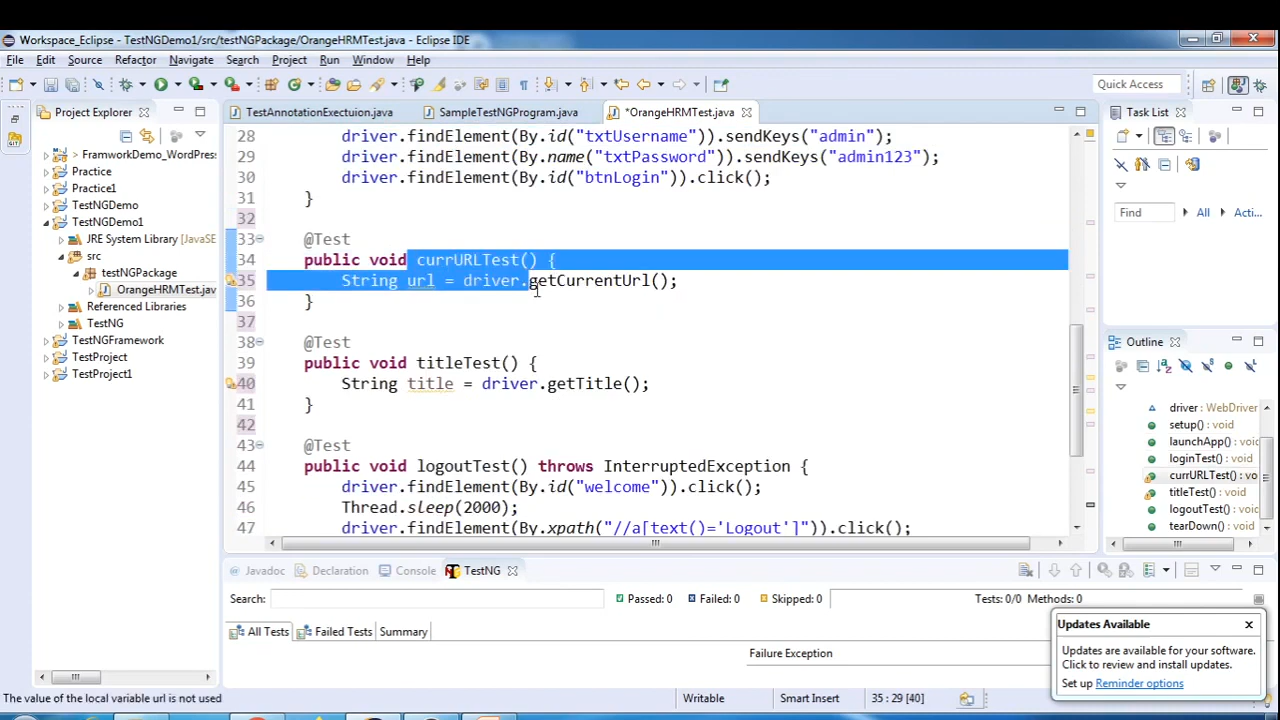 Workspace_Eclipse - TestNGDemo1/src/testNGPackage/OrangeHRMTest.java - Eclipse IDE
File Edit Source Refactor Navigate Search Project Run Window Help
Quick Access
Project Explorer
> FramworkDemo_WordPress
Practice
Practice1
TestNGDemo
TestNGDemo1
JRE System Library [JavaSE
src
testNGPackage
OrangeHRMTest.jav
Referenced Libraries
TestNG
TestNGFramework
TestProject
TestProject1
TestAnnotationExectuion.java SampleTestNGProgram.java *OrangeHRMTest.java
28 driver.findElement(By.id("txtUsername")).sendKeys("admin");
29 driver.findElement(By.name("txtPassword")).sendKeys("admin123");
30 driver.findElement(By.id("btnLogin")).click();
31 }
32
33 @Test
34 public void currURLTest() {
35 String url = driver.getCurrentUrl();
36 }
37
38 @Test
39 public void titleTest() {
40 String title = driver.getTitle();
41 }
42
43 @Test
44 public void logoutTest() throws InterruptedException {
45 driver.findElement(By.id("welcome")).click();
46 Thread.sleep(2000);
47 driver.findElement(By.xpath("//a[text()='Logout']")).click();
Task List
Find All Acti...
Outline
driver : WebDriver
setup() : void
launchApp() : voi
loginTest() : void
currURLTest() : vo
titleTest() : void
logoutTest() : voi
tearDown() : void
Javadoc Declaration Console TestNG
Search: Passed: 0 Failed: 0 Skipped: 0 Tests: 0/0 Methods: 0
All Tests Failed Tests Summary
Failure Exception
Updates Available
Updates are available for your software.
Click to review and install updates.
Set up Reminder options
The value of the local variable url is not used Writable Smart Insert 35 : 29 [40]